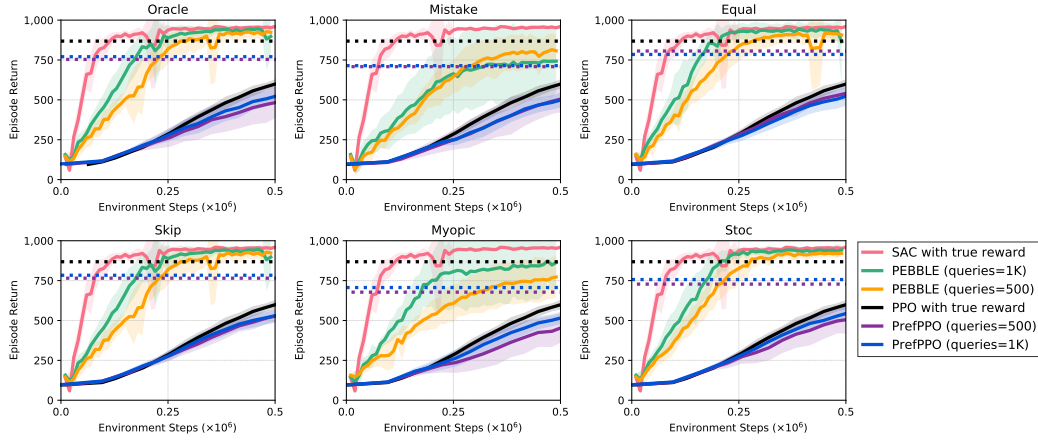 Oracle
Mistake
Equal
1,000
750
500
250
0
Episode Return
0.0
0.25
0.5
Environment Steps (×10⁶)
1,000
750
500
250
0
Episode Return
0.0
0.25
0.5
Environment Steps (×10⁶)
1,000
750
500
250
0
Episode Return
0.0
0.25
0.5
Environment Steps (×10⁶)
Skip
Myopic
Stoc
1,000
750
500
250
0
Episode Return
0.0
0.25
0.5
Environment Steps (×10⁶)
1,000
750
500
250
0
Episode Return
0.0
0.25
0.5
Environment Steps (×10⁶)
1,000
750
500
250
0
Episode Return
0.0
0.25
0.5
Environment Steps (×10⁶)
SAC with true reward
PEBBLE (queries=1K)
PEBBLE (queries=500)
PPO with true reward
PrefPPO (queries=500)
PrefPPO (queries=1K)